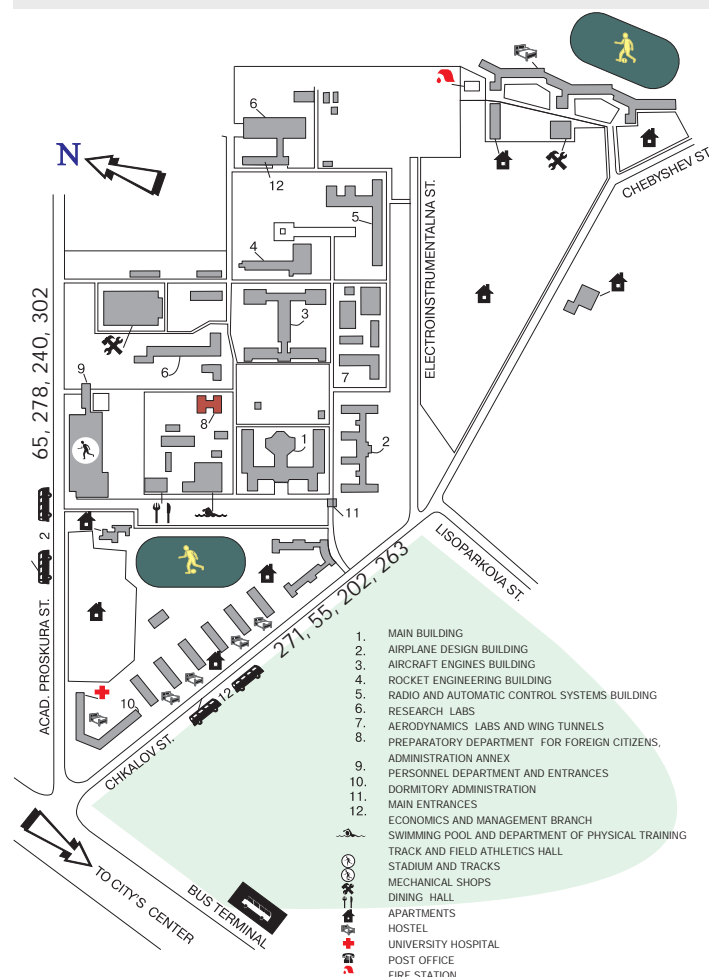 6
N
12
CHEBYSHEV ST.
5
ELECTROINSTRUMENTALNA ST.
4
65, 278, 240, 302
3
9
6
7
8
1
2
11
2
LISOPARKOVA ST.
271, 55, 202, 263
ACAD. PROSKURA ST.
10
12
CHKALOV ST.
TO CITY'S CENTER
BUS TERMINAL
1. MAIN BUILDING
2. AIRPLANE DESIGN BUILDING
3. AIRCRAFT ENGINES BUILDING
4. ROCKET ENGINEERING BUILDING
5. RADIO AND AUTOMATIC CONTROL SYSTEMS BUILDING
6. RESEARCH LABS
7. AERODYNAMICS LABS AND WING TUNNELS
8. PREPARATORY DEPARTMENT FOR FOREIGN CITIZENS,
ADMINISTRATION ANNEX
9. PERSONNEL DEPARTMENT AND ENTRANCES
10. DORMITORY ADMINISTRATION
11. MAIN ENTRANCES
12. ECONOMICS AND MANAGEMENT BRANCH
SWIMMING POOL AND DEPARTMENT OF PHYSICAL TRAINING
TRACK AND FIELD ATHLETICS HALL
STADIUM AND TRACKS
MECHANICAL SHOPS
DINING HALL
APARTMENTS
HOSTEL
UNIVERSITY HOSPITAL
POST OFFICE
FIRE STATION